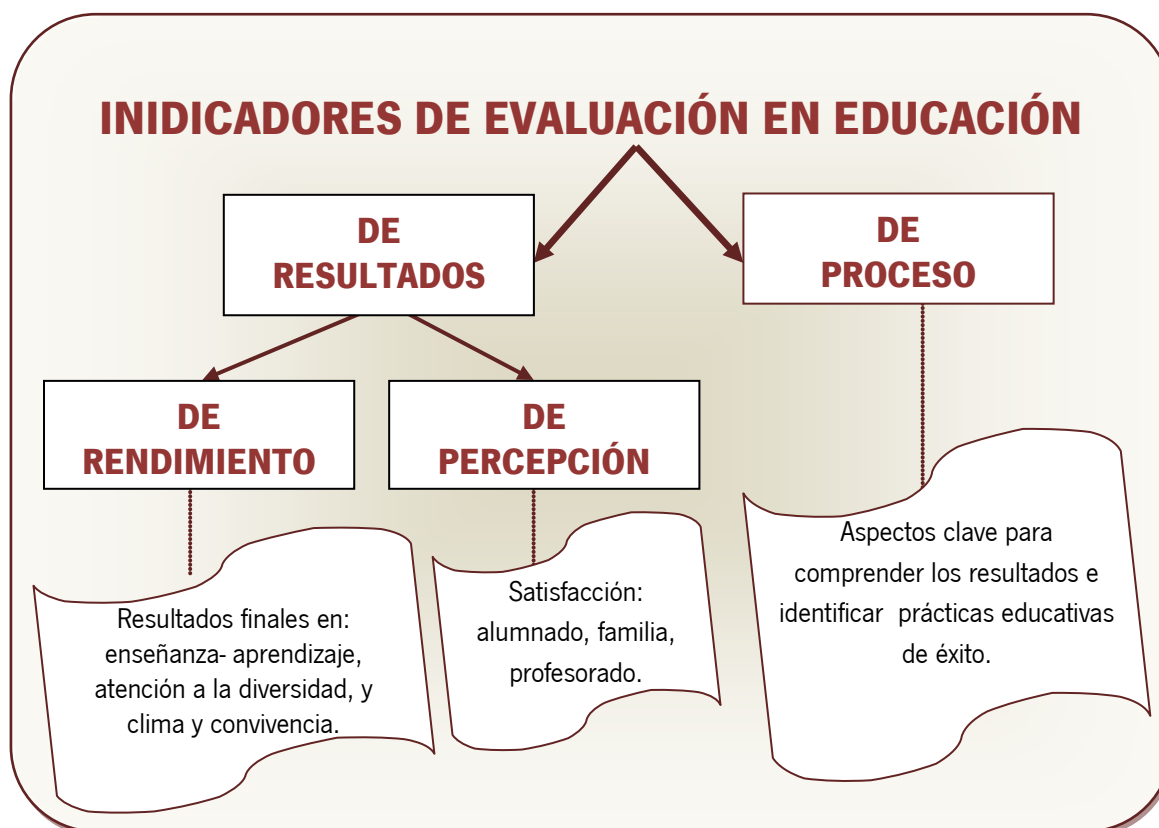 INIDICADORES DE EVALUACIÓN EN EDUCACIÓN
DE
RESULTADOS
DE
PROCESO
DE
RENDIMIENTO
DE
PERCEPCIÓN
Resultados finales en:
enseñanza- aprendizaje,
atención a la diversidad, y
clima y convivencia.
Satisfacción:
alumnado, familia,
profesorado.
Aspectos clave para
comprender los resultados e
identificar prácticas educativas
de éxito.